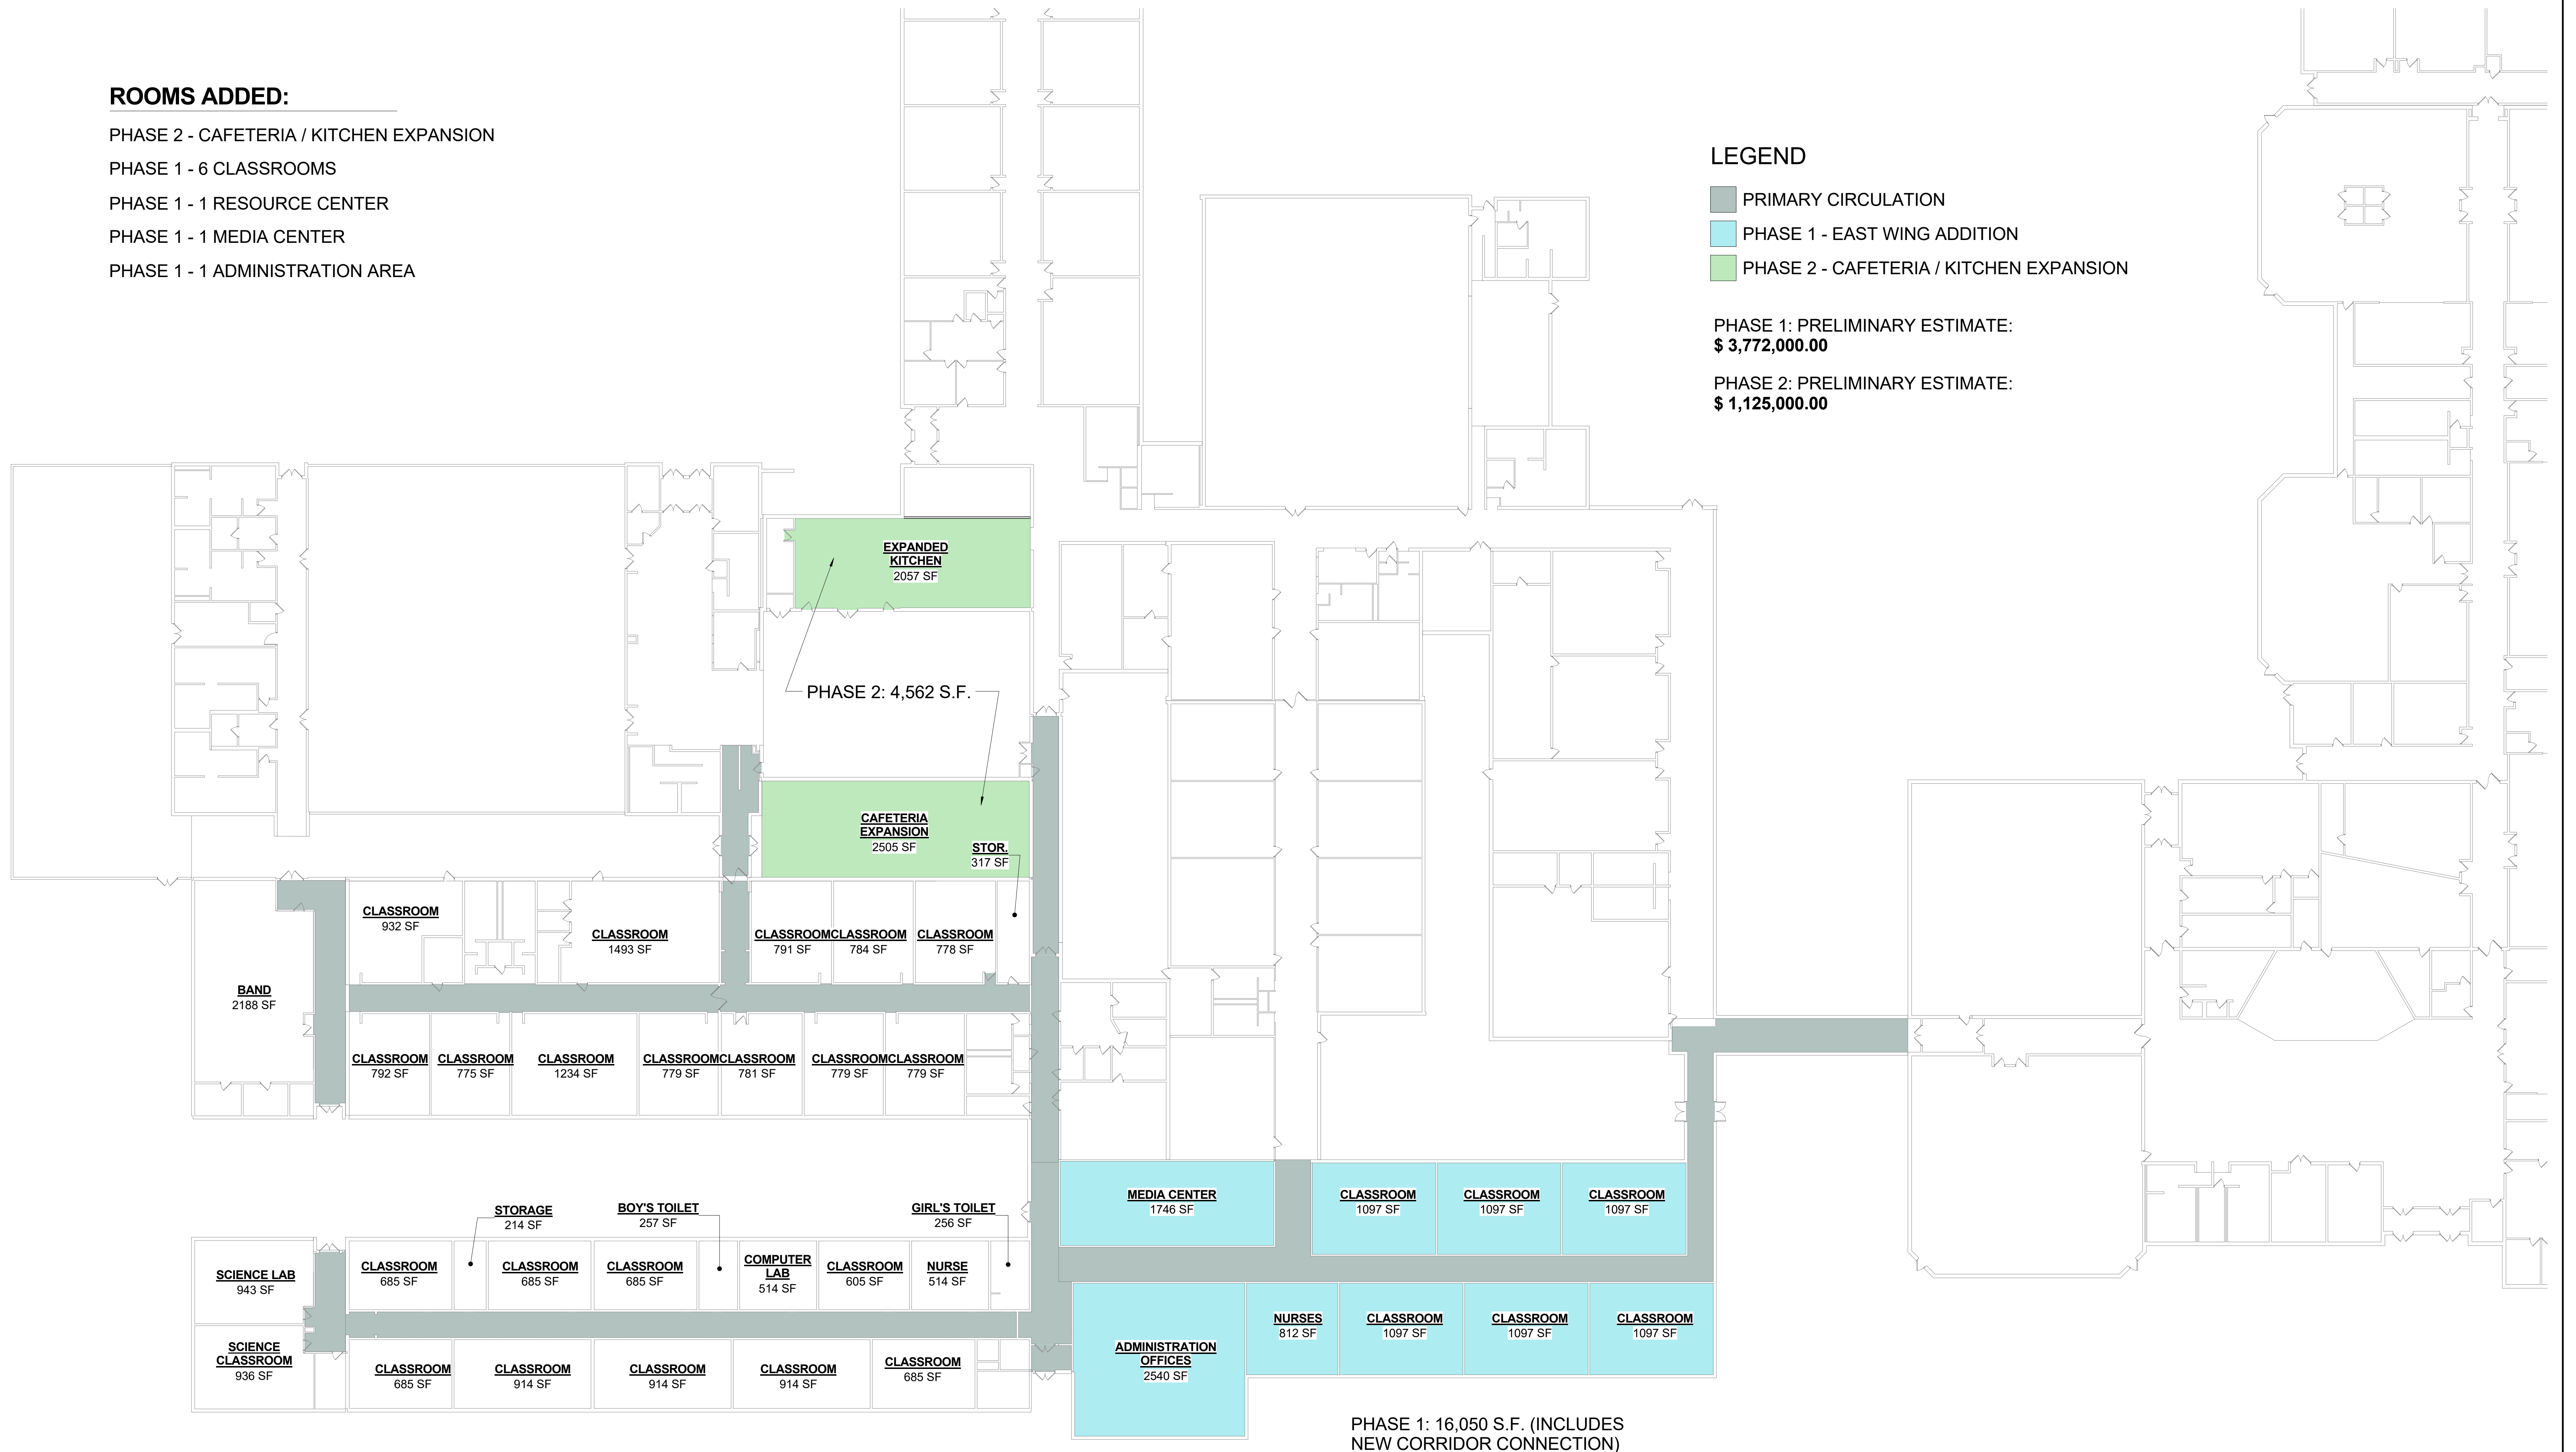 ROOMS ADDED:
PHASE 2 - CAFETERIA / KITCHEN EXPANSION
PHASE 1 - 6 CLASSROOMS
PHASE 1 - 1 RESOURCE CENTER
PHASE 1 - 1 MEDIA CENTER
PHASE 1 - 1 ADMINISTRATION AREA
LEGEND
PRIMARY CIRCULATION
PHASE 1 - EAST WING ADDITION
PHASE 2 - CAFETERIA / KITCHEN EXPANSION
PHASE 1: PRELIMINARY ESTIMATE:
$ 3,772,000.00
PHASE 2: PRELIMINARY ESTIMATE:
$ 1,125,000.00
EXPANDED
KITCHEN
2057 SF
PHASE 2: 4,562 S.F.
CAFETERIA
EXPANSION
2505 SF
STOR.
317 SF
CLASSROOM
932 SF
CLASSROOM
1493 SF
CLASSROOM
791 SF
CLASSROOM
784 SF
CLASSROOM
778 SF
BAND
2188 SF
CLASSROOM
792 SF
CLASSROOM
775 SF
CLASSROOM
1234 SF
CLASSROOM
779 SF
CLASSROOM
781 SF
CLASSROOM
779 SF
CLASSROOM
779 SF
MEDIA CENTER
1746 SF
CLASSROOM
1097 SF
CLASSROOM
1097 SF
CLASSROOM
1097 SF
STORAGE
214 SF
BOY'S TOILET
257 SF
GIRL'S TOILET
256 SF
SCIENCE LAB
943 SF
CLASSROOM
685 SF
CLASSROOM
685 SF
CLASSROOM
685 SF
COMPUTER
LAB
514 SF
CLASSROOM
605 SF
NURSE
514 SF
SCIENCE
CLASSROOM
936 SF
CLASSROOM
685 SF
CLASSROOM
914 SF
CLASSROOM
914 SF
CLASSROOM
914 SF
CLASSROOM
685 SF
ADMINISTRATION
OFFICES
2540 SF
NURSES
812 SF
CLASSROOM
1097 SF
CLASSROOM
1097 SF
CLASSROOM
1097 SF
PHASE 1: 16,050 S.F. (INCLUDES
NEW CORRIDOR CONNECTION)